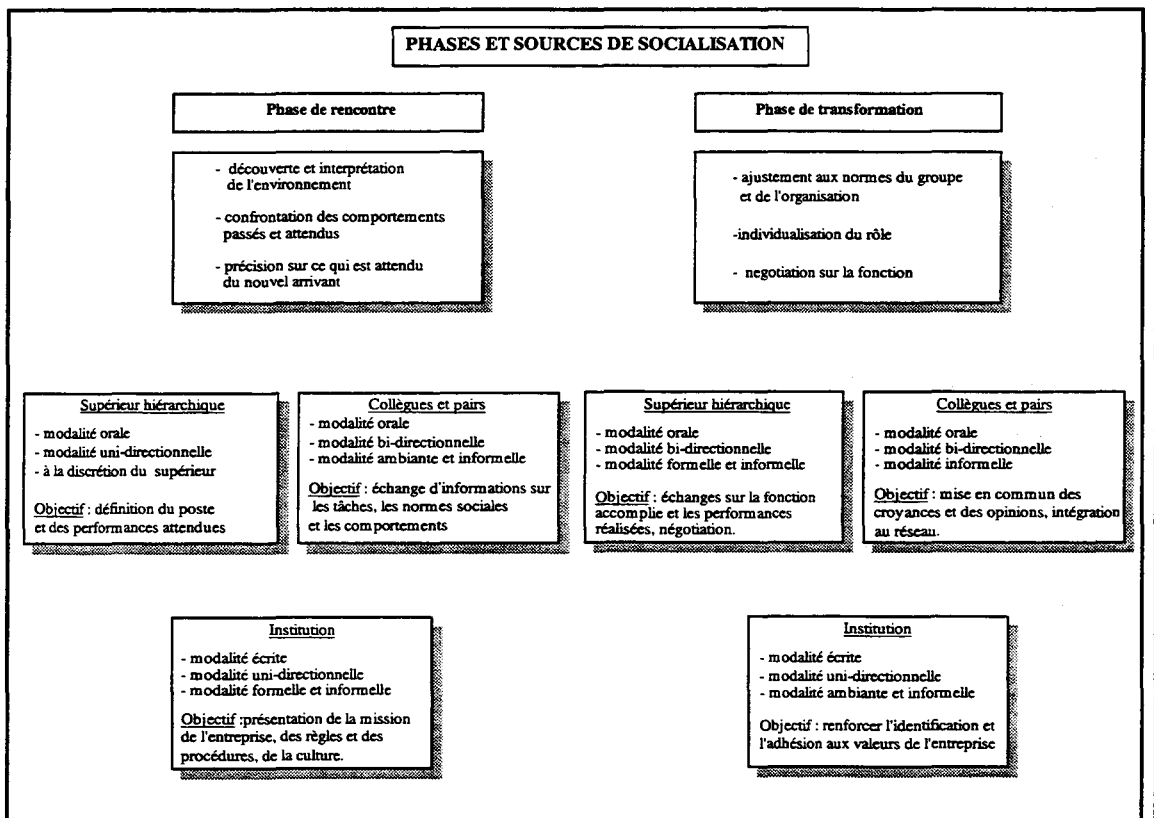 PHASES ET SOURCES DE SOCIALISATION
Phase de rencontre
- découverte et interprétation
de l'environnement
- confrontation des comportements
passés et attendus
- précision sur ce qui est attendu
du nouvel arrivant
Phase de transformation
- ajustement aux normes du groupe
et de l'organisation
-individualisation du rôle
- negotiation sur la fonction
Supérieur hiérarchique
- modalité orale
- modalité uni-directionnelle
- à la discrétion du supérieur
Objectif : définition du poste
et des performances attendues
Collègues et pairs
- modalité orale
- modalité bi-directionnelle
- modalité ambiante et informelle
Objectif : échange d'informations sur
les tâches, les normes sociales
et les comportements
Supérieur hiérarchique
- modalité orale
- modalité bi-directionnelle
- modalité formelle et informelle
Objectif : échanges sur la fonction
accomplie et les performances
réalisées, négotiation.
Collègues et pairs
- modalité orale
- modalité bi-directionnelle
- modalité informelle
Objectif : mise en commun des
croyances et des opinions, intégration
au réseau.
Institution
- modalité écrite
- modalité uni-directionnelle
- modalité formelle et informelle
Objectif :présentation de la mission
de l'entreprise, des règles et des
procédures, de la culture.
Institution
- modalité écrite
- modalité uni-directionnelle
- modalité ambiante et informelle
Objectif : renforcer l'identification et
l'adhésion aux valeurs de l'entreprise